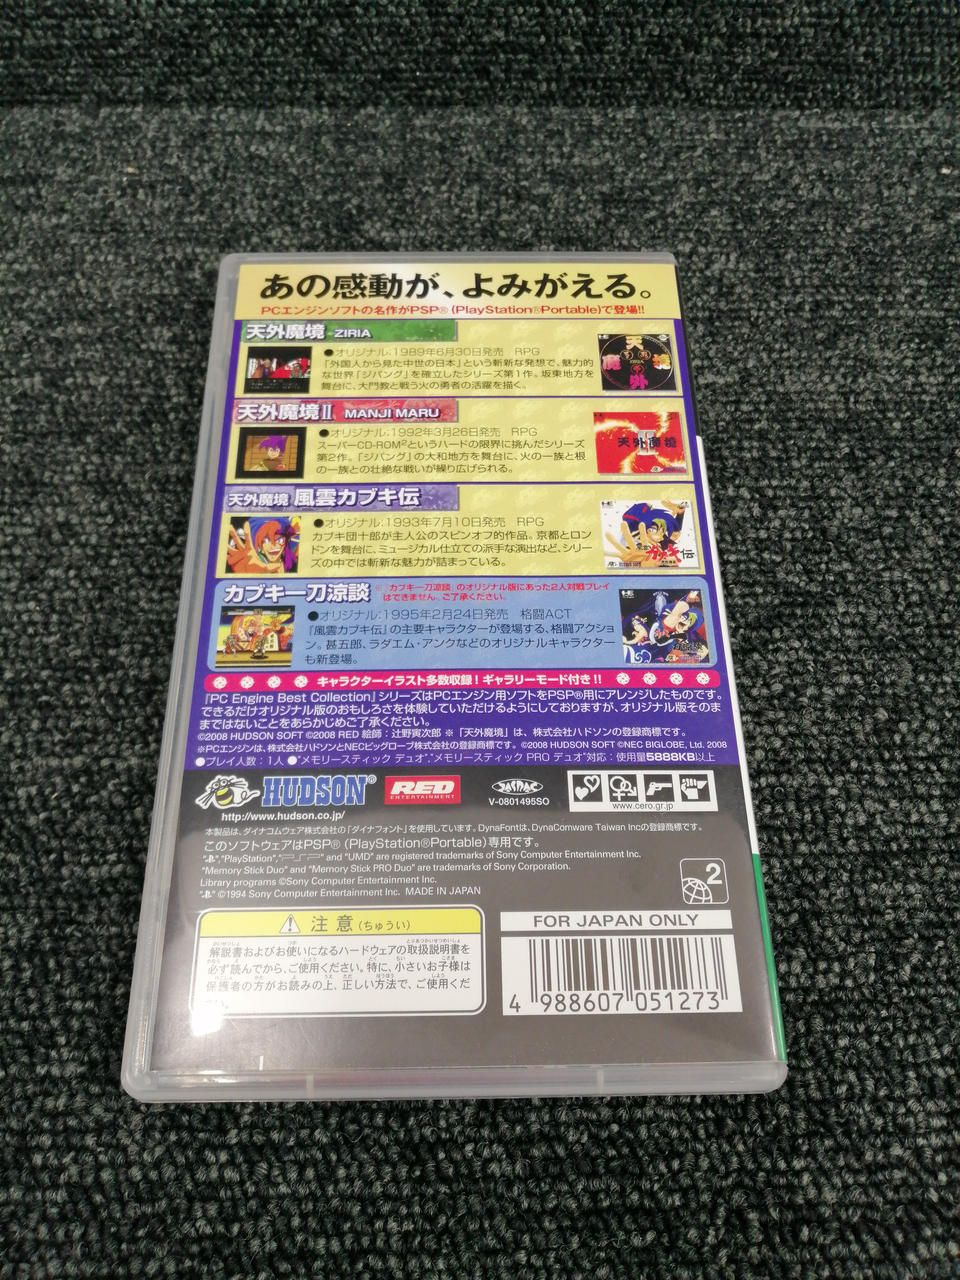 あの感動が、よみがえる。
PCエンジンソフトの名作がPSP®(PlayStation®Portable)で登場!!
天外魔境 ZIRIA
●オリジナル:1989年6月30日発売 RPG
「外国人から見た中世の日本」という斬新な発想で、魅力的
な世界「ジパング」を確立したシリーズ第1作。坂東地方を
舞台に、大門教と戦う火の勇者の活躍を描く。
天外魔境
ZIRIA
天外魔境Ⅱ MANJI MARU
●オリジナル:1992年3月26日発売 RPG
スーパーCD-ROM²というハードの限界に挑んだシリーズ
第2作。「ジパング」の大和地方を舞台に、火の一族と根
の一族との壮絶な戦いが繰り広げられる。
天外魔境
Ⅱ
天外魔境 風雲カブキ伝
●オリジナル:1993年7月10日発売 RPG
カブキ団十郎が主人公のスピンオフ的作品。京都とロン
ドンを舞台に、ミュージカル仕立ての派手な演出など、シリー
ズの中では斬新な魅力が詰まっている。
カブキ伝
カブキ一刀涼談
※「カブキ一刀涼談」のオリジナル版にあった2人対戦プレイ
はできません。ご了承ください。
●オリジナル:1995年2月24日発売 格闘ACT
『風雲カブキ伝』の主要キャラクターが登場する、格闘アクショ
ン。甚五郎、ラダエム・アンクなどのオリジナルキャラクター
も新登場。
キャラクターイラスト多数収録!ギャラリーモード付き!!
『PC Engine Best Collection』シリーズはPCエンジン用ソフトをPSP®用にアレンジしたものです。
できるだけオリジナル版のおもしろさを体験していただけるようにしておりますが、オリジナル版そのま
まではないことをあらかじめご了承ください。
©2008 HUDSON SOFT ©2008 RED 絵師:辻野寅次郎 ※「天外魔境」は、株式会社ハドソンの登録商標です。
※PCエンジンは、株式会社ハドソンとNECビッグローブ株式会社の登録商標です。©2008 HUDSON SOFT ©NEC BIGLOBE, Ltd. 2008
●プレイ人数:1人 ●“メモリースティック デュオ”、“メモリースティック PRO デュオ”対応:使用量5888KB以上
HUDSON®
http://www.hudson.co.jp/
RED
ENTERTAINMENT
JASRAC
V-0801495SO
www.cero.gr.jp
本製品は、ダイナコムウェア株式会社の「ダイナフォント」を使用しています。DynaFontは、DynaComware Taiwan Incの登録商標です。
このソフトウェアはPSP®(PlayStation®Portable)専用です。
" ", "PlayStation", "PSP" and "UMD" are registered trademarks of Sony Computer Entertainment Inc.
"Memory Stick Duo" and "Memory Stick PRO Duo" are trademarks of Sony Corporation.
Library programs ©Sony Computer Entertainment Inc.
" " ©1994 Sony Computer Entertainment Inc. MADE IN JAPAN
2
注意(ちゅうい)
解説書およびお使いになるハードウェアの取扱説明書を
必ず読んでから、ご使用ください。特に、小さいお子様は
保護者の方がお読みの上、正しい方法で、ご使用くだ
さい。
FOR JAPAN ONLY
4 988607 051273